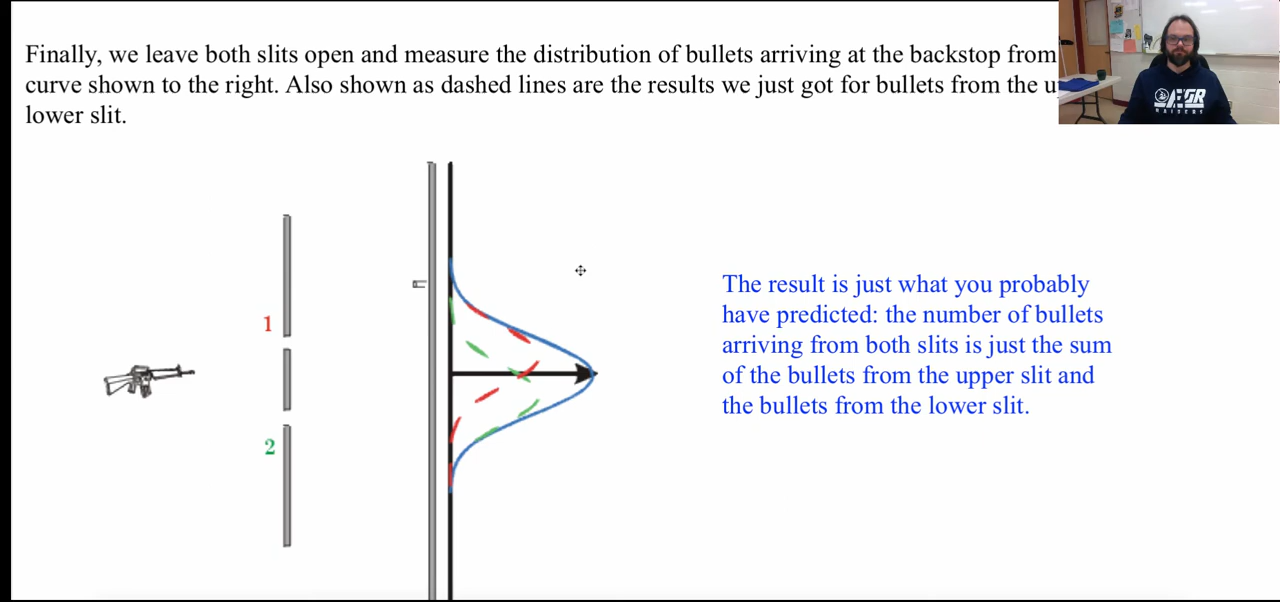 Finally, we leave both slits open and measure the distribution of bullets arriving at the backstop from
curve shown to the right. Also shown as dashed lines are the results we just got for bullets from the
lower slit.
1
2
The result is just what you probably
have predicted: the number of bullets
arriving from both slits is just the sum
of the bullets from the upper slit and
the bullets from the lower slit.
RAIDERS